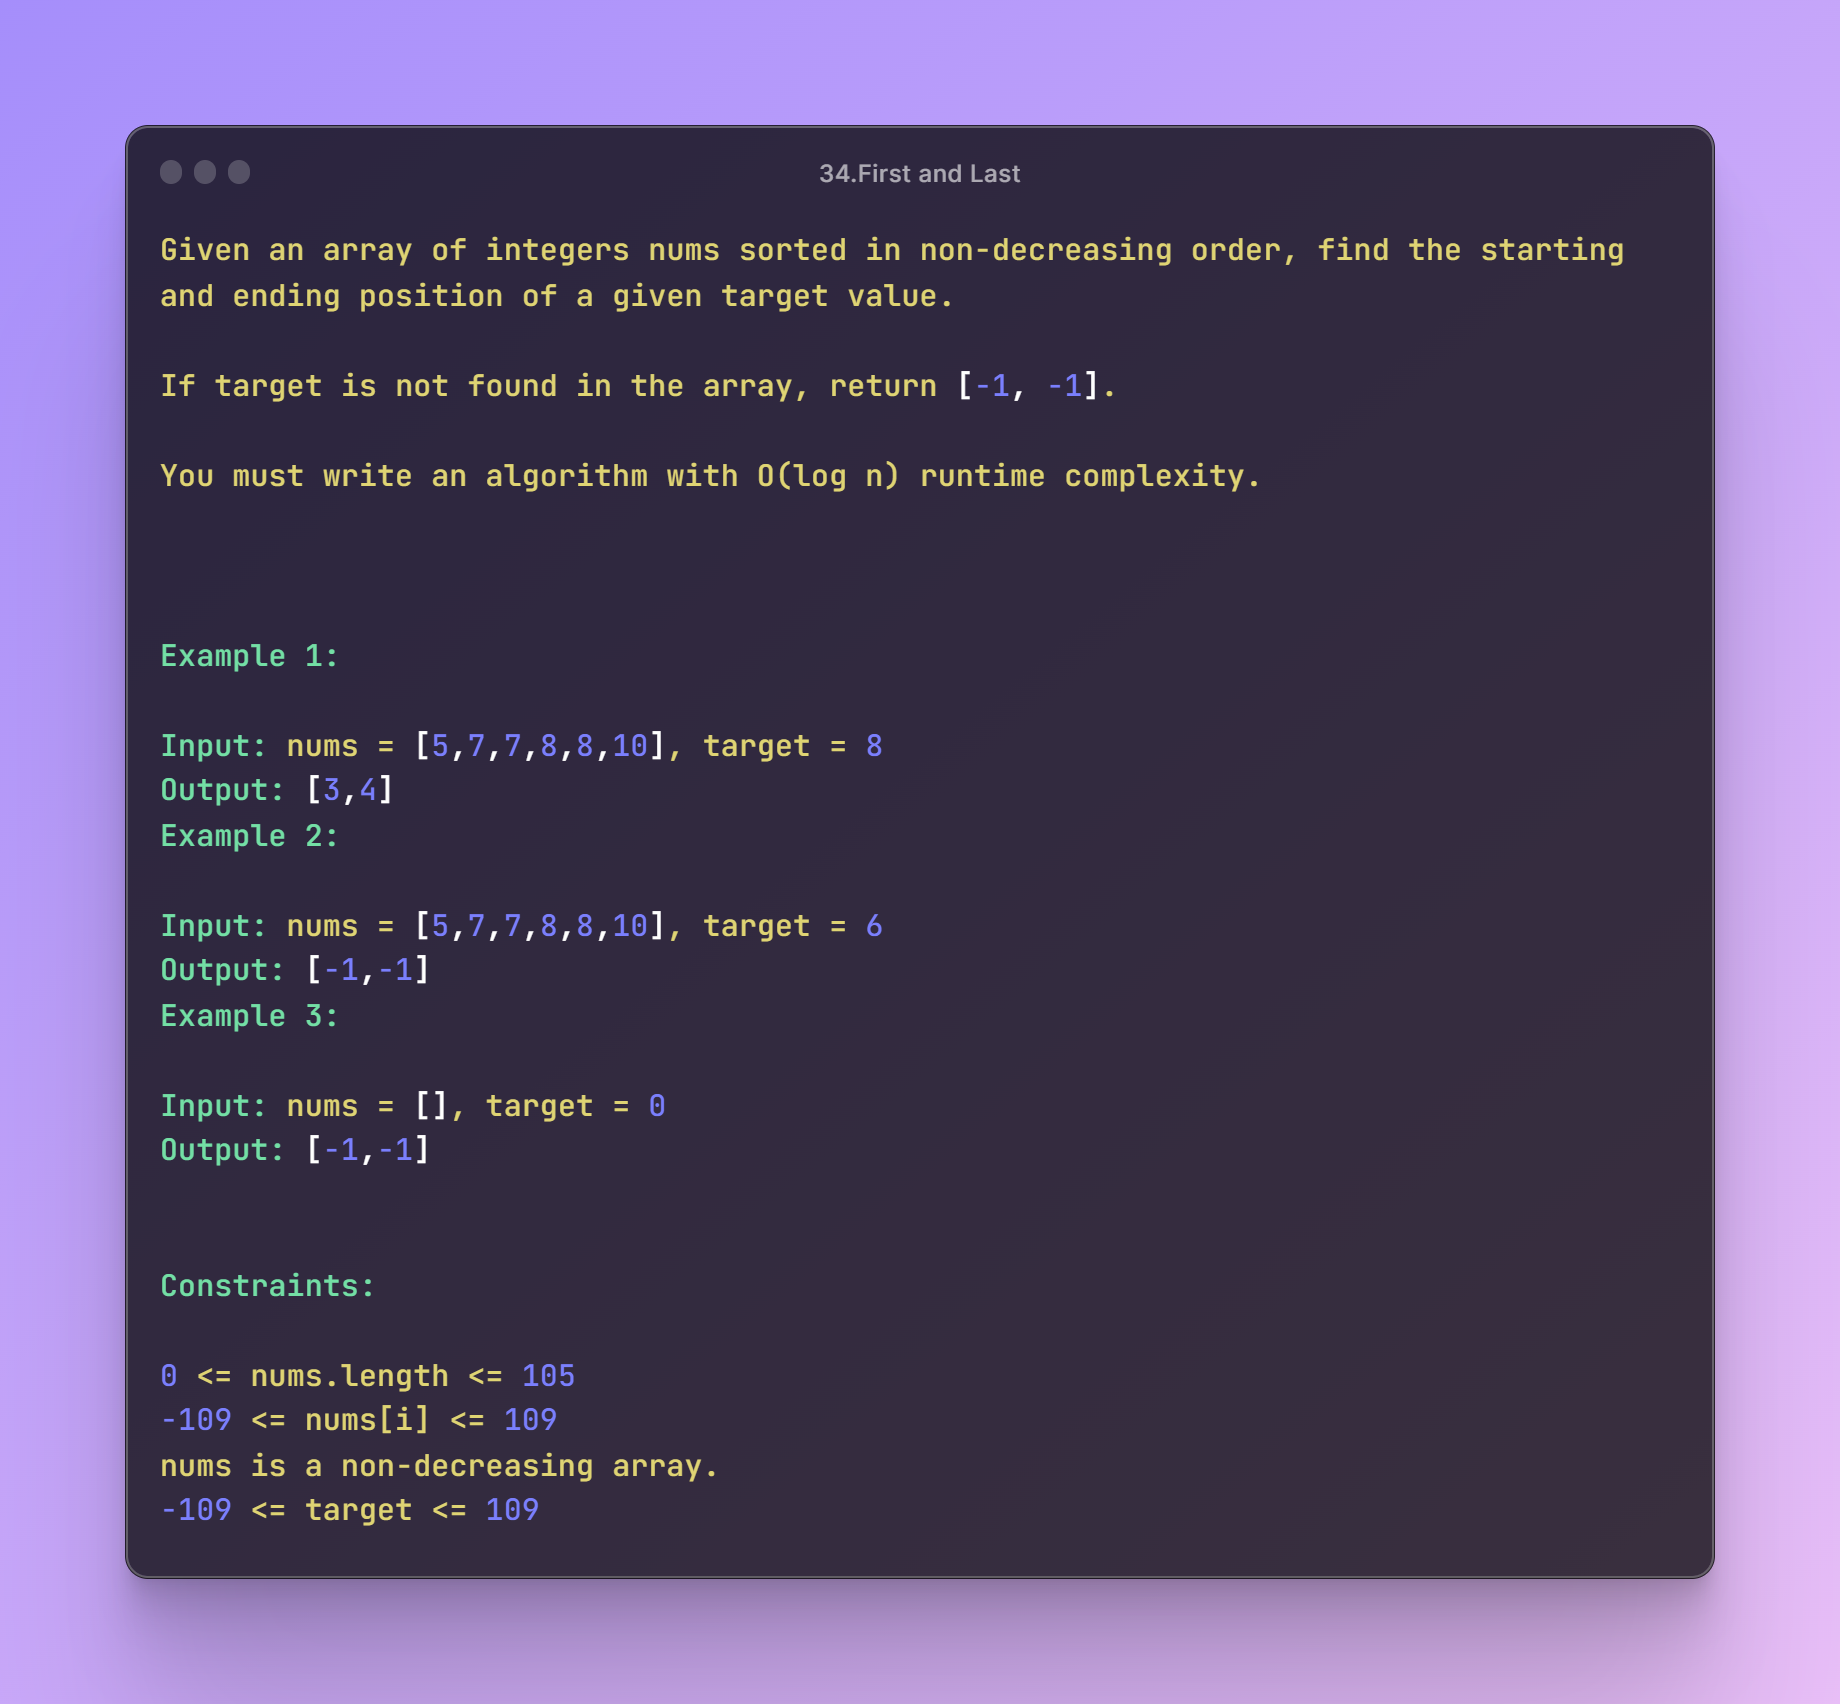 34.First and Last
Given an array of integers nums sorted in non-decreasing order, find the starting
and ending position of a given target value.
If target is not found in the array, return [-1, -1].
You must write an algorithm with O(log n) runtime complexity.
Example 1:
Input: nums = [5,7,7,8,8,10], target = 8
Output: [3,4]
Example 2:
Input: nums = [5,7,7,8,8,10], target = 6
Output: [-1,-1]
Example 3:
Input: nums = [], target = 0
Output: [-1,-1]
Constraints:
0 <= nums.length <= 105
-109 <= nums[i] <= 109
nums is a non-decreasing array.
-109 <= target <= 109